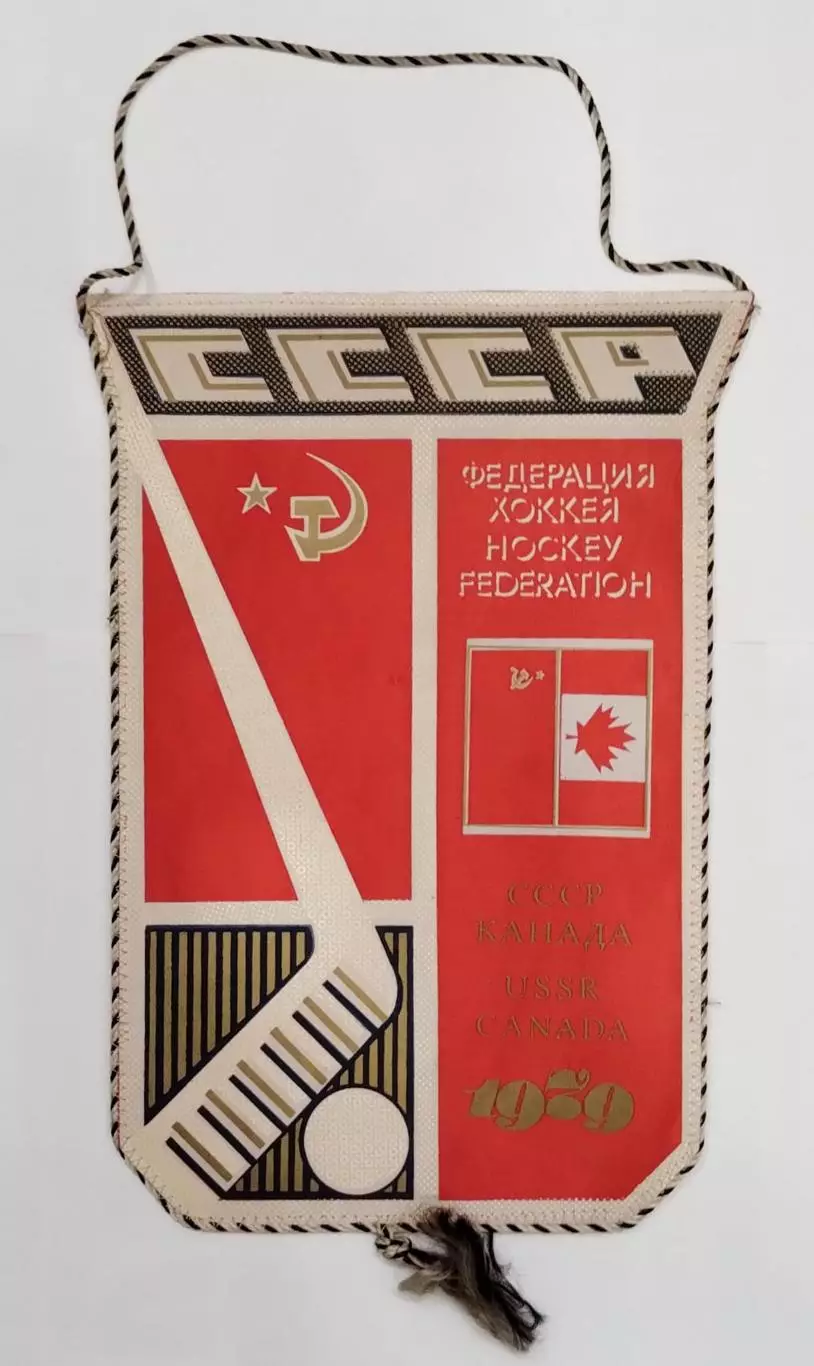 СССР
ФЕДЕРАЦИЯ
ХОККЕЯ
HOCKEY
FEDERATION
СССР
КАНАДА
USSR
CANADA
1979